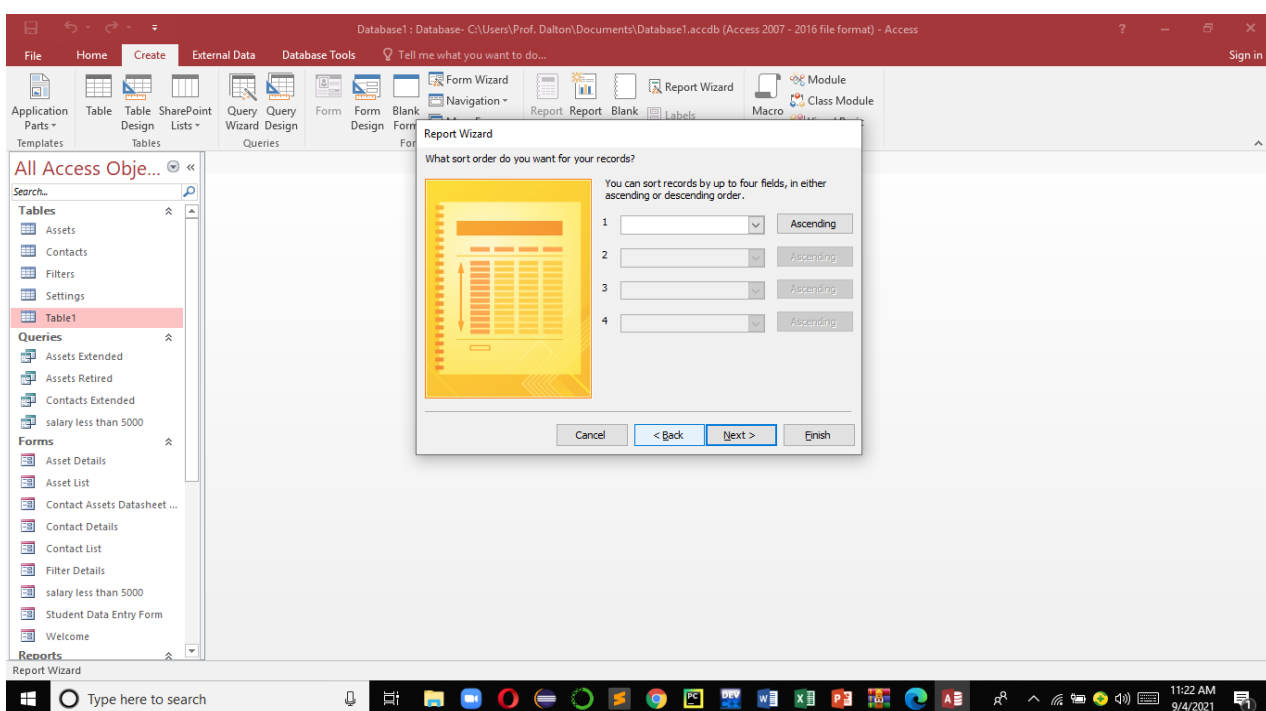 Database1 : Database- C:\Users\Prof. Dalton\Documents\Database1.accdb (Access 2007 - 2016 file format) - Access
File Home Create External Data Database Tools Tell me what you want to do... Sign in
Application Parts
Table
Table Design
SharePoint Lists
Query Wizard
Query Design
Form
Form Design
Blank Form
Form Wizard
Navigation
Report
Report
Blank
Report Wizard
Labels
Macro
Module
Class Module
Templates Tables Queries
Report Wizard
What sort order do you want for your records?
You can sort records by up to four fields, in either
ascending or descending order.
1 Ascending
2 Ascending
3 Ascending
4 Ascending
Cancel < Back Next > Finish
All Access Obje...
Search...
Tables
Assets
Contacts
Filters
Settings
Table1
Queries
Assets Extended
Assets Retired
Contacts Extended
salary less than 5000
Forms
Asset Details
Asset List
Contact Assets Datasheet ...
Contact Details
Contact List
Filter Details
salary less than 5000
Student Data Entry Form
Welcome
Reports
Report Wizard
Type here to search
11:22 AM
9/4/2021